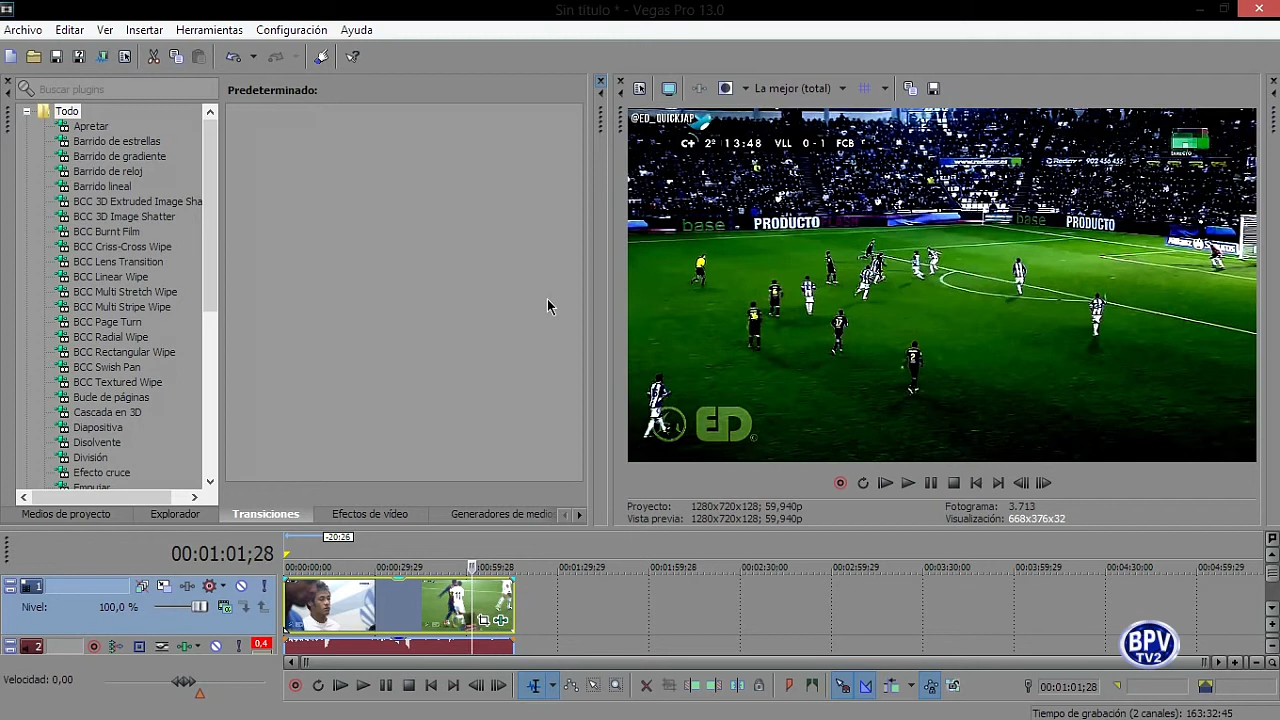 Sin título * - Vegas Pro 13.0
Archivo Editar Ver Insertar Herramientas Configuración Ayuda
Buscar plugins
Predeterminado:
La mejor (total)
Todo
Apretar
Barrido de estrellas
Barrido de gradiente
Barrido de reloj
Barrido lineal
BCC 3D Extruded Image Sha
BCC 3D Image Shatter
BCC Burnt Film
BCC Criss-Cross Wipe
BCC Lens Transition
BCC Linear Wipe
BCC Multi Stretch Wipe
BCC Multi Stripe Wipe
BCC Page Turn
BCC Radial Wipe
BCC Rectangular Wipe
BCC Swish Pan
BCC Textured Wipe
Bucle de páginas
Cascada en 3D
Diapositiva
Disolvente
División
Efecto cruce
Empujar
@ED_QUICKJAP
C+ 2ª 13:48 VLL 0-1 FCB
902 456 455
base PRODUCTO base PRODUCTO
ED
Medios de proyecto Explorador Transiciones Efectos de vídeo Generadores de medio
Proyecto: 1280x720x128; 59,940p Fotograma: 3.713
Vista previa: 1280x720x128; 59,940p Visualización: 668x376x32
-20:26
00:01:01;28
00:00:00:00 00:00:29:29 00:00:59:28 00:01:29:29 00:01:59:28 00:02:30:00 00:02:59:29 00:03:30:00 00:03:59:29 00:04:29:29 00:04:59:29
1
Nivel: 100,0 %
2 0,4
BPV
TV2
Velocidad: 0,00
00:01:01;28
Tiempo de grabación (2 canales): 163:32:45